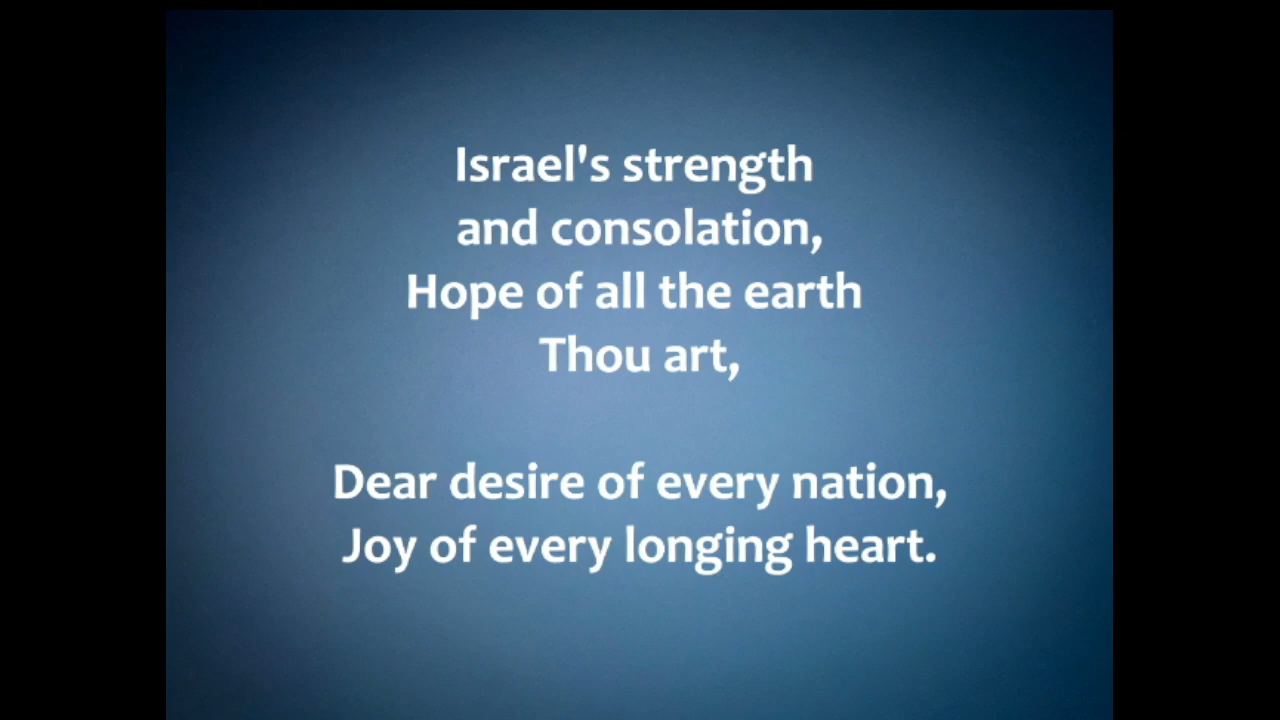 Israel's strength
and consolation,
Hope of all the earth
Thou art,
Dear desire of every nation,
Joy of every longing heart.